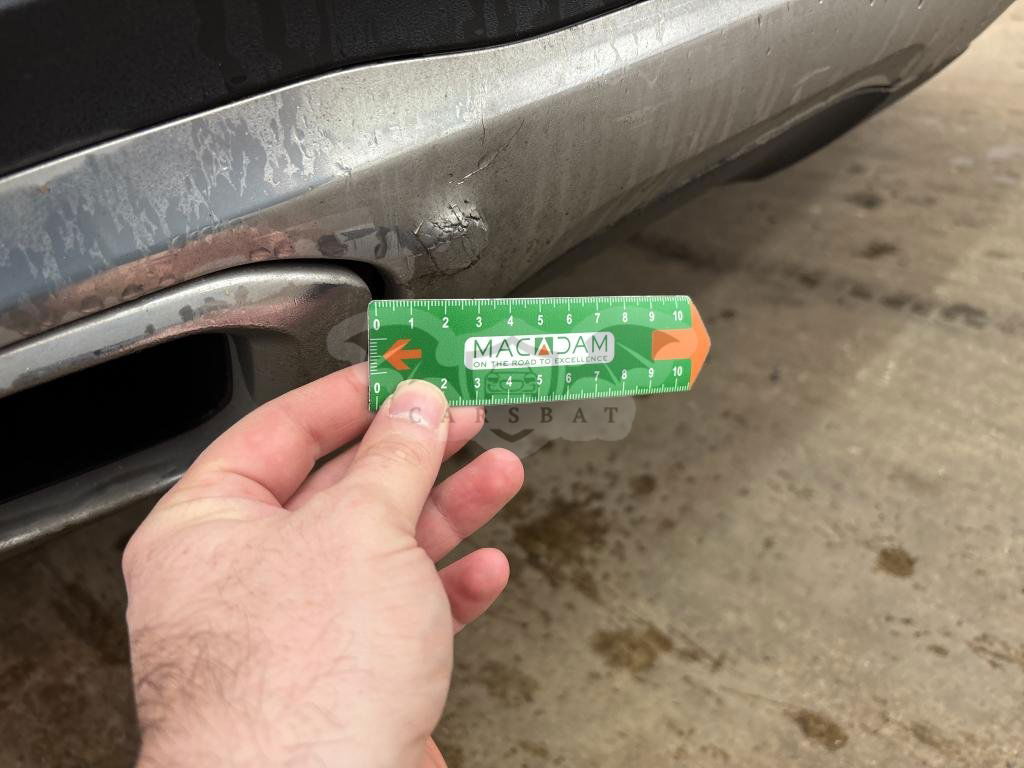 0 1 2 3 4 5 6 7 8 9 10
MACADAM
ON THE ROAD TO EXCELLENCE
0 2 3 4 5 6 7 8 9 10
CARSBAT